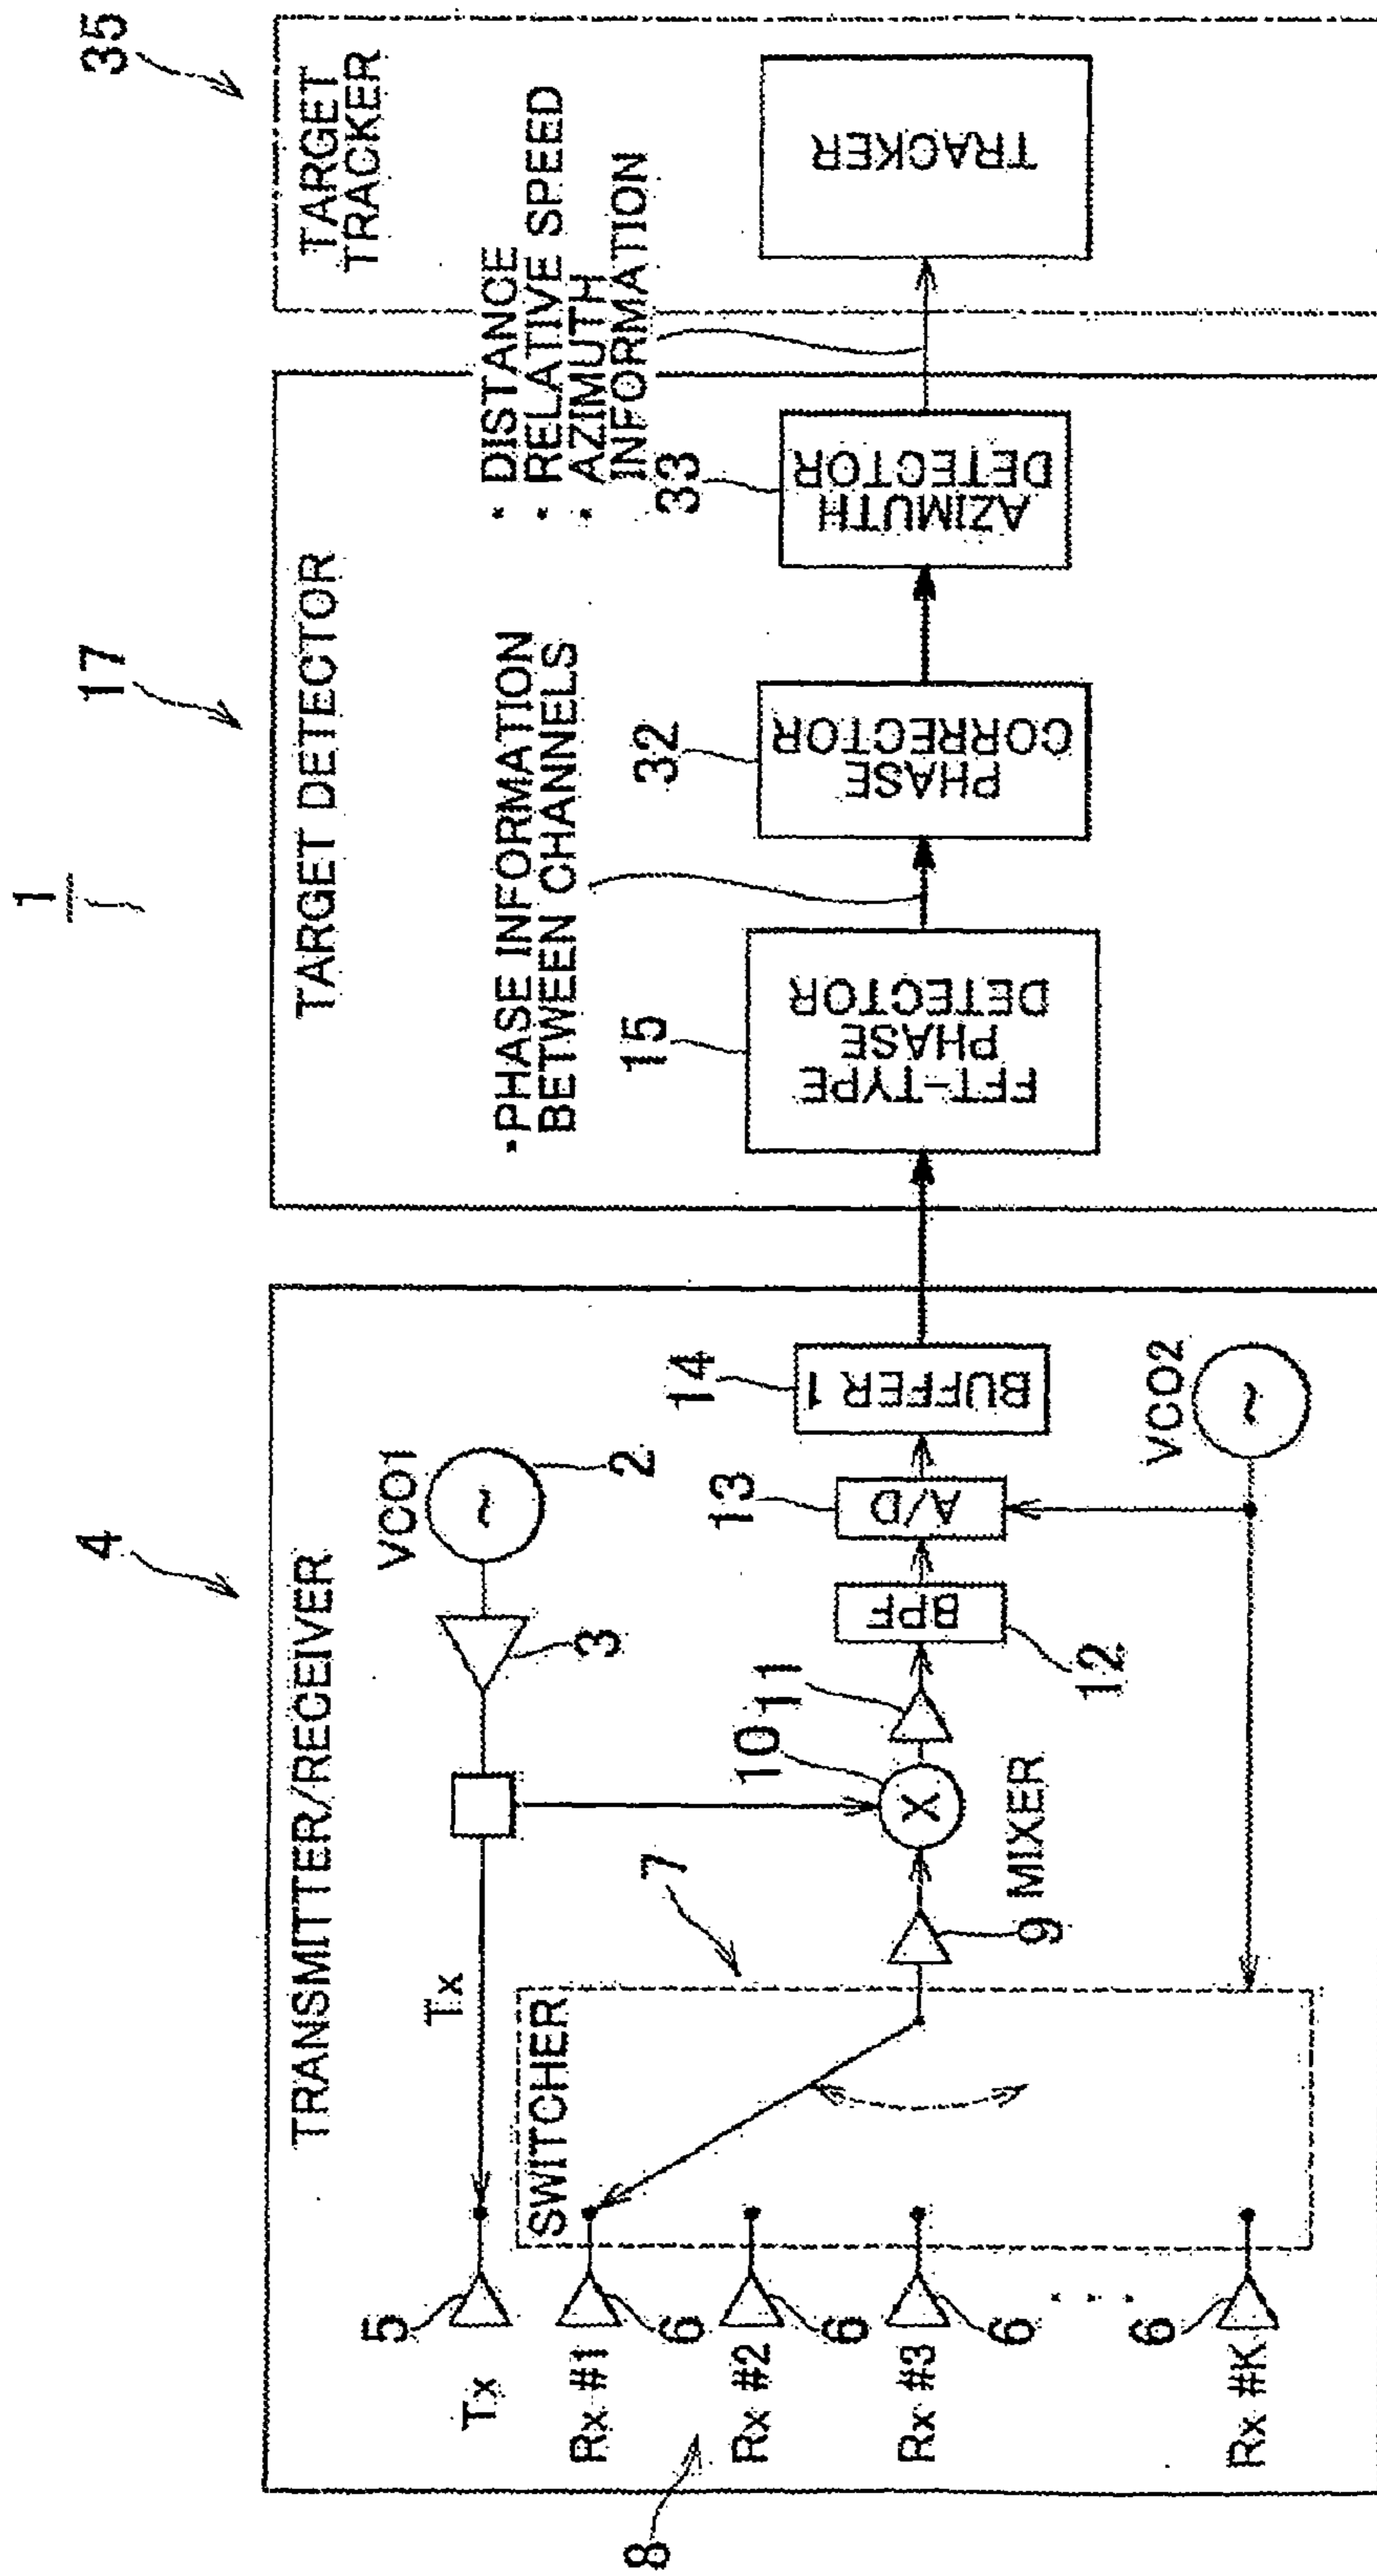 1
4
17
35
TRANSMITTER/RECEIVER
VCO1
2
3
Tx
5
Tx
SWITCHER
7
8
Rx #1
6
Rx #2
6
Rx #3
6
. . .
Rx #K
6
9
MIXER
10
X
11
BPF
12
A/D
13
BUFFER 1
14
VCO2
~
~
TARGET DETECTOR
• PHASE INFORMATION
BETWEEN CHANNELS
15
FFT-TYPE
PHASE
DETECTOR
32
PHASE
CORRECTOR
33
AZIMUTH
DETECTOR
• DISTANCE
• RELATIVE SPEED
• AZIMUTH
INFORMATION
TARGET
TRACKER
TRACKER